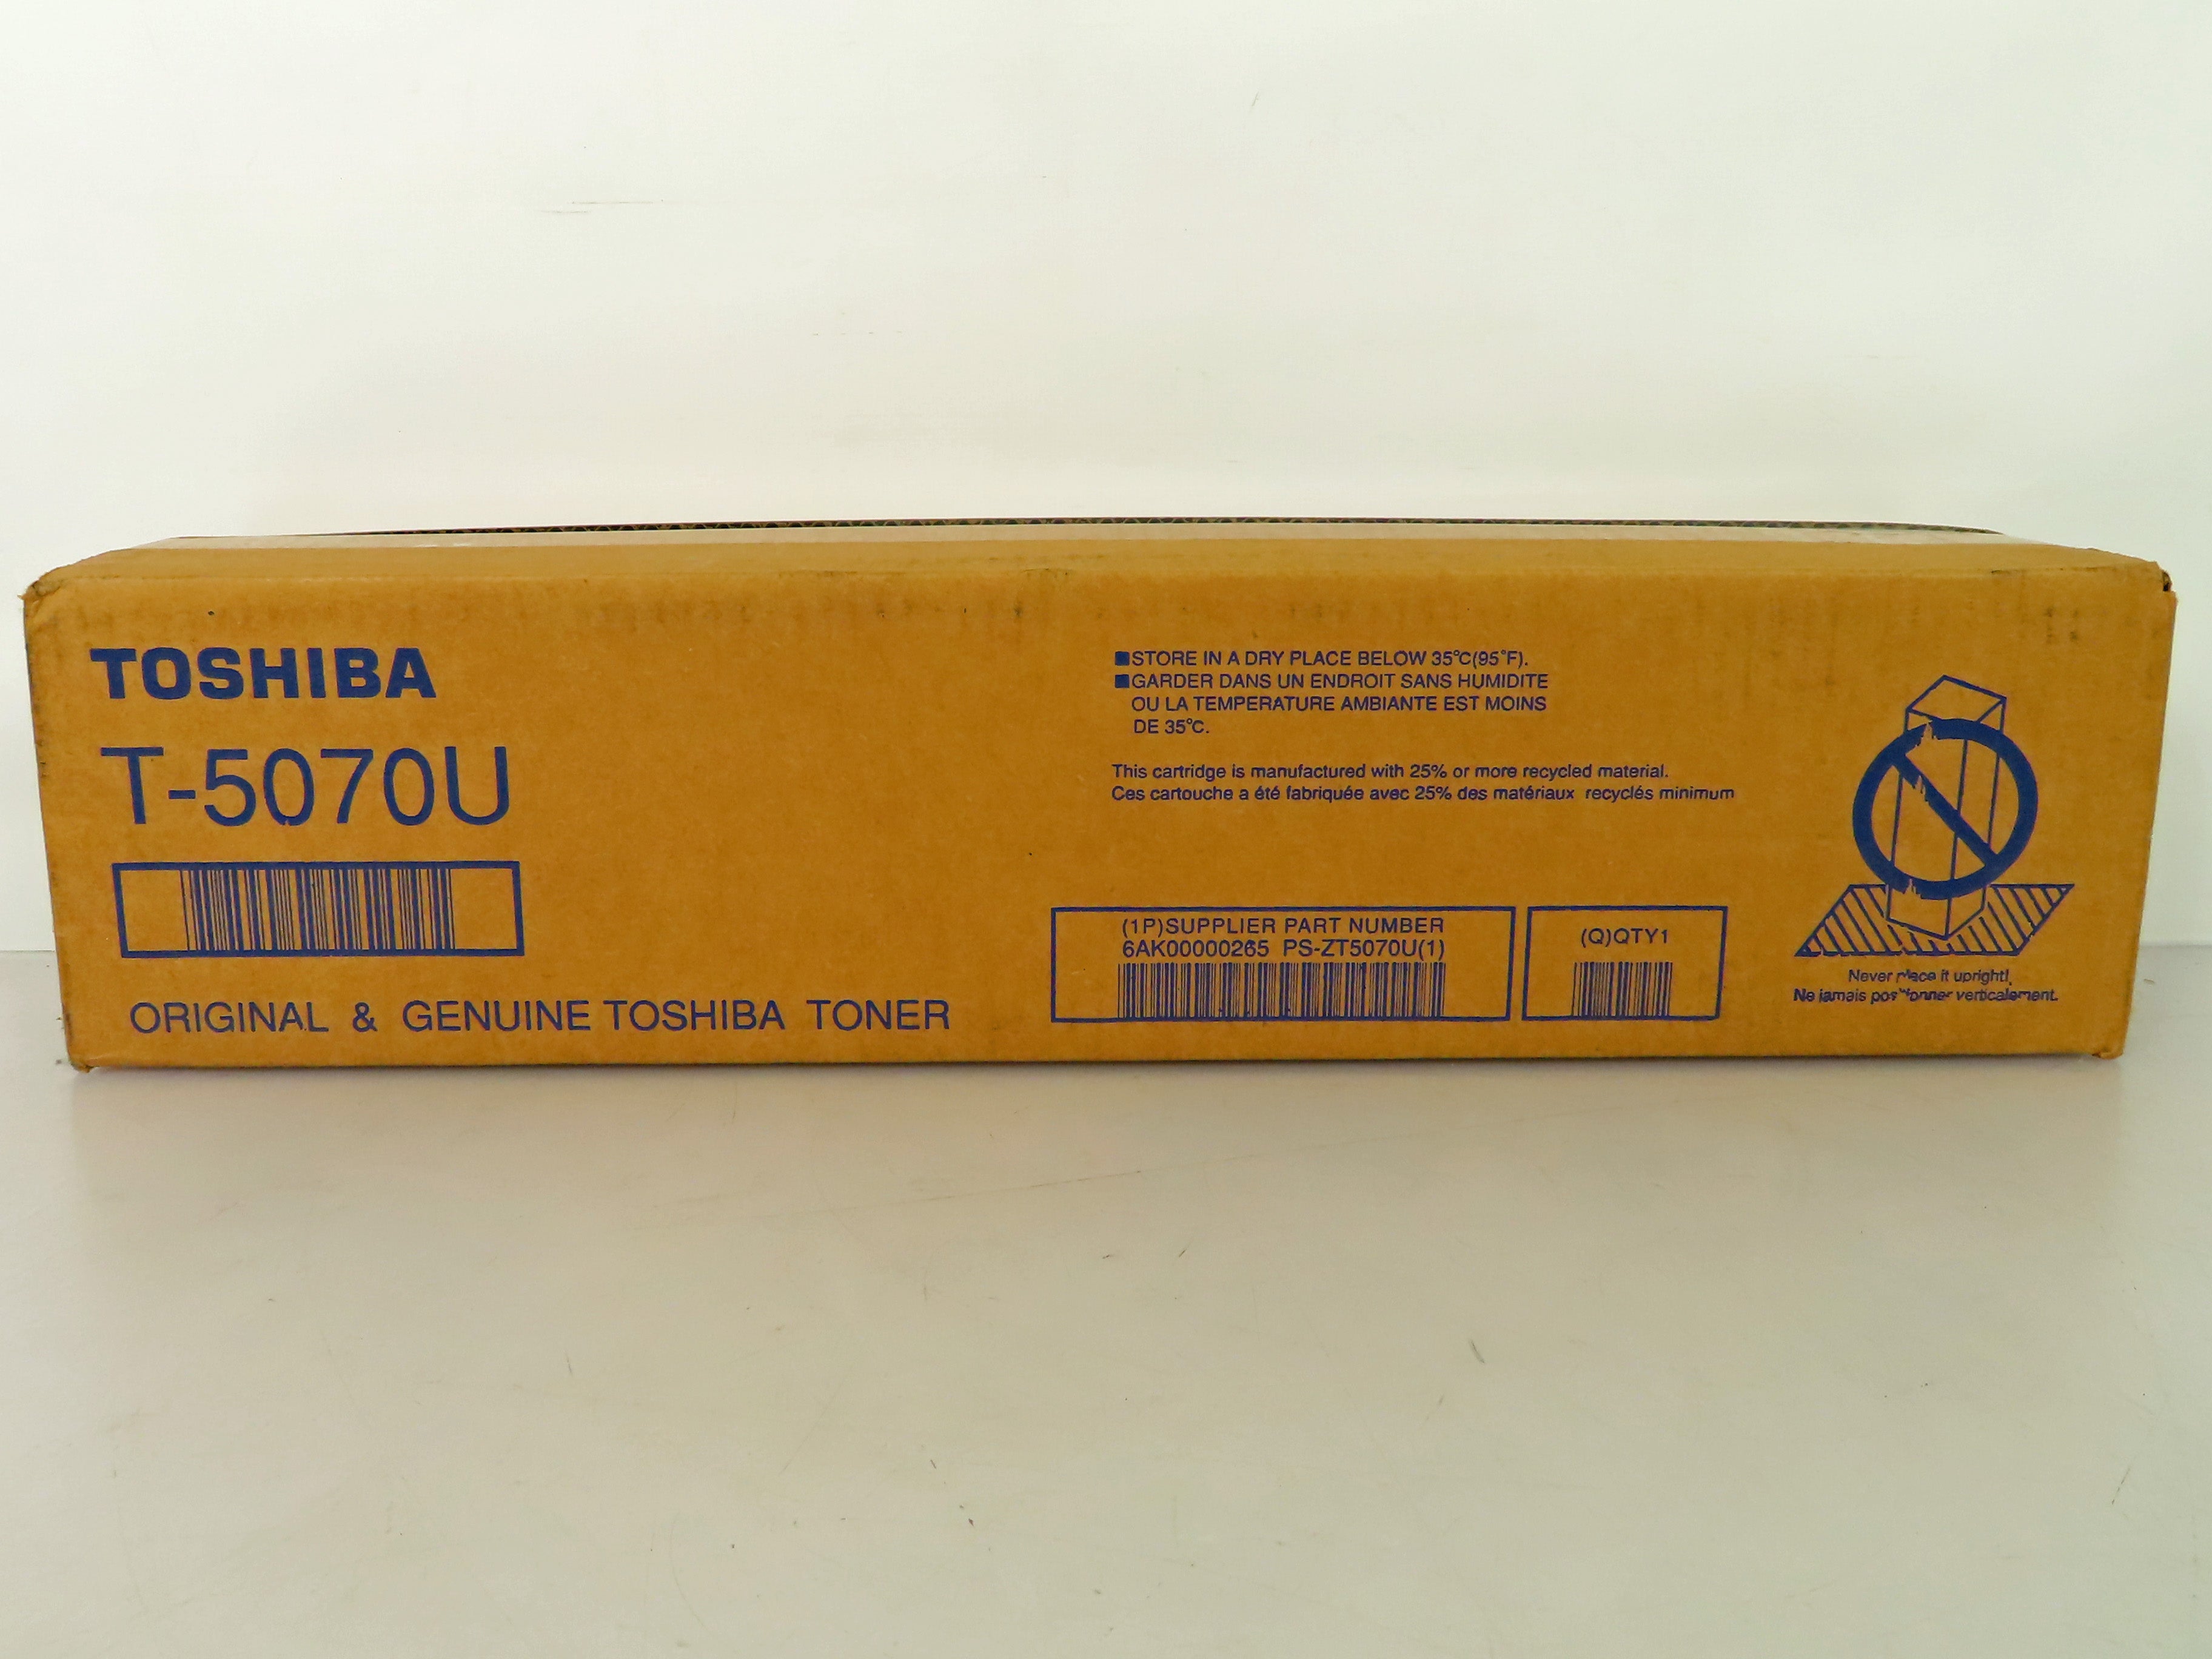 TOSHIBA
T-5070U
ORIGINAL & GENUINE TOSHIBA TONER
■STORE IN A DRY PLACE BELOW 35°C(95°F).
■GARDER DANS UN ENDROIT SANS HUMIDITE
OU LA TEMPERATURE AMBIANTE EST MOINS
DE 35°C.
This cartridge is manufactured with 25% or more recycled material.
Ces cartouche a été fabriquée avec 25% des matériaux recyclés minimum
(1P)SUPPLIER PART NUMBER
6AK00000265 PS-ZT5070U(1)
(Q)QTY1
Never place it upright!
Ne jamais positionner verticalement.